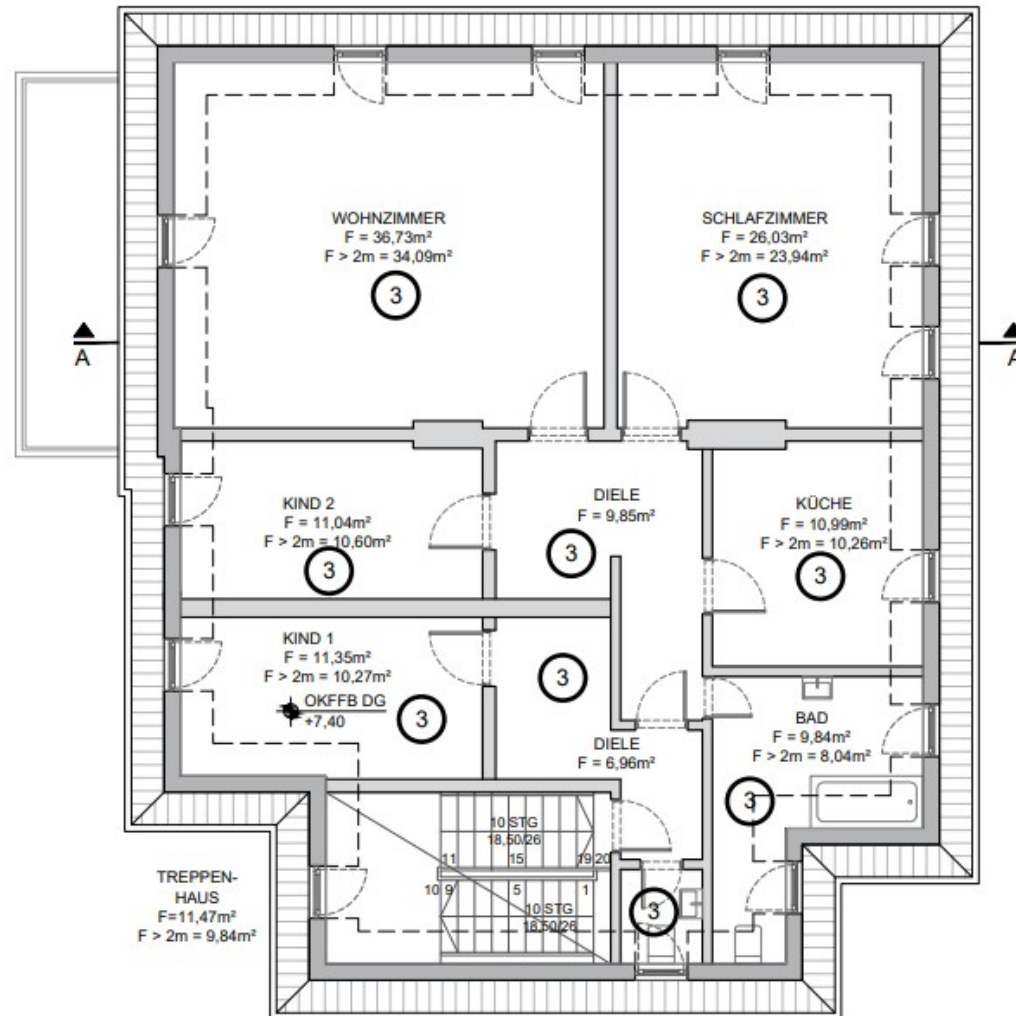 WOHNZIMMER
F = 36,73m²
F > 2m = 34,09m²
3
SCHLAFZIMMER
F = 26,03m²
F > 2m = 23,94m²
3
A
A
KIND 2
F = 11,04m²
F > 2m = 10,60m²
3
DIELE
F = 9,85m²
3
KÜCHE
F = 10,99m²
F > 2m = 10,26m²
3
KIND 1
F = 11,35m²
F > 2m = 10,27m²
OKFFB DG
+7,40
3
3
DIELE
F = 6,96m²
BAD
F = 9,84m²
F > 2m = 8,04m²
3
10 STG
18,50/26
11 15 19 20
10 9 5 1
10 STG
18,50/26
3
TREPPEN-
HAUS
F=11,47m²
F > 2m = 9,84m²